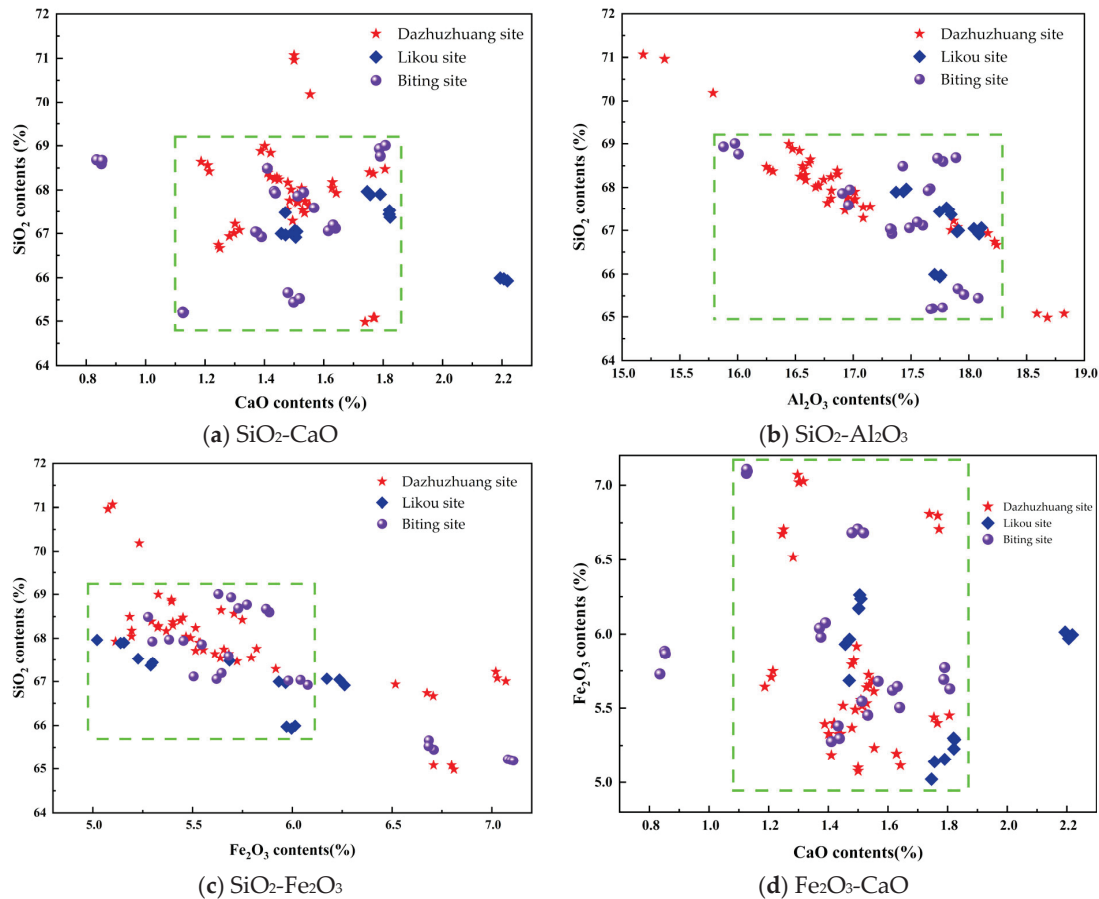 72
71
70
69
68
67
66
65
64
SiO₂ contents (%)
0.8 1.0 1.2 1.4 1.6 1.8 2.0 2.2
CaO contents (%)
Dazhuzhuang site
Likou site
Biting site
(a) SiO₂-CaO
72
71
70
69
68
67
66
65
64
SiO₂ contents (%)
15.0 15.5 16.0 16.5 17.0 17.5 18.0 18.5 19.0
Al₂O₃ contents(%)
Dazhuzhuang site
Likou site
Biting site
(b) SiO₂-Al₂O₃
72
71
70
69
68
67
66
65
64
SiO₂ contents (%)
5.0 5.5 6.0 6.5 7.0
Fe₂O₃ contents(%)
Dazhuzhuang site
Likou site
Biting site
(c) SiO₂-Fe₂O₃
7.0
6.5
6.0
5.5
5.0
Fe₂O₃ contents (%)
0.8 1.0 1.2 1.4 1.6 1.8 2.0 2.2
CaO contents(%)
Dazhuzhuang site
Likou site
Biting site
(d) Fe₂O₃-CaO